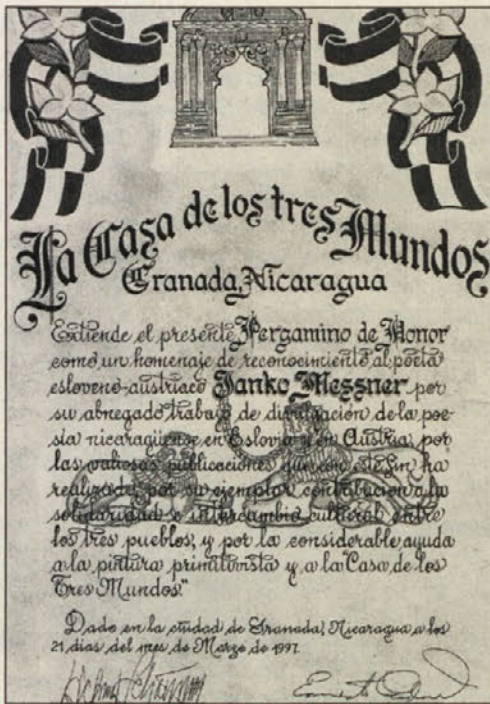 La Casa de los tres Mundos
Granada, Nicaragua
Extiende el presente Pergamino de Honor
como un homenaje de reconocimiento al poeta
esloveno-austriaco Janko Messner por
su abnegado trabajo de divulgación de la poe-
sía nicaragüense en Eslovia y en Austria, por
las valiosas publicaciones que con este fin ha
realizado, por su ejemplar contribución a la
solidaridad e intercambio cultural entre
los tres pueblos, y por la considerable ayuda
a la pintura primitivista y a la "Casa de los
Tres Mundos."
Dado en la ciudad de Granada, Nicaragua a los
21 días del mes de Marzo de 1997.